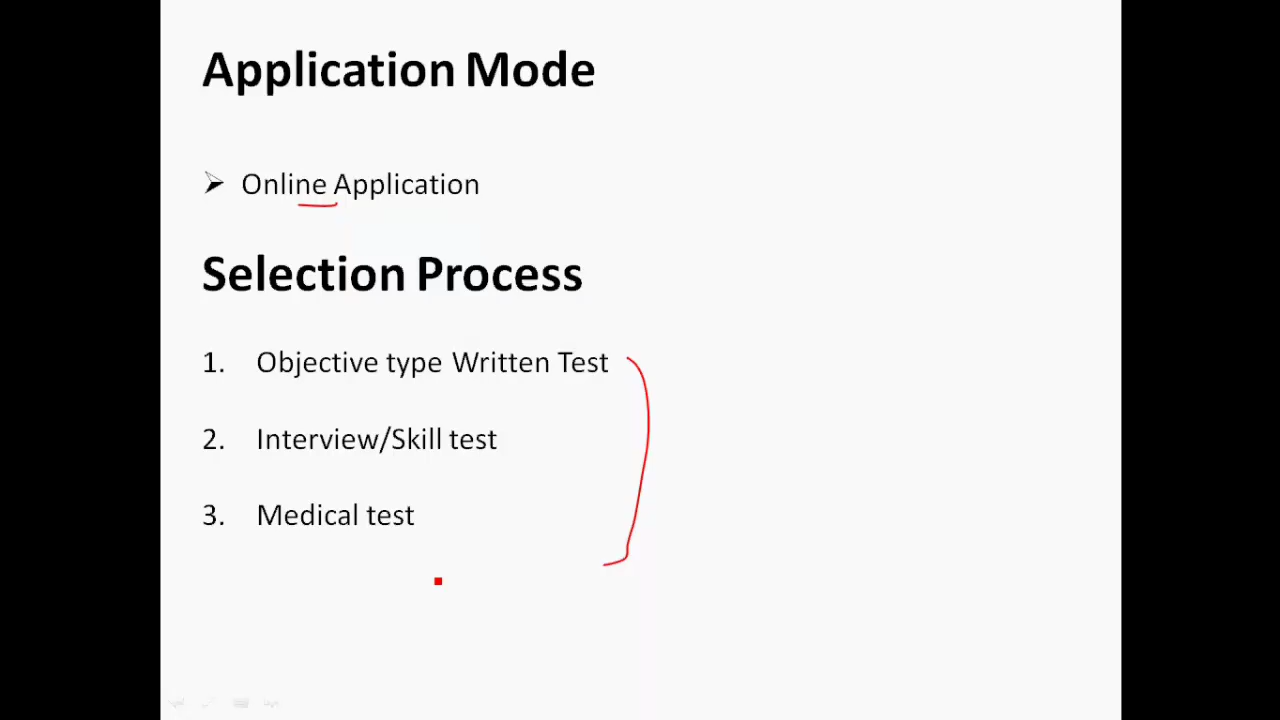 Application Mode
Online Application
Selection Process
1. Objective type Written Test
2. Interview/Skill test
3. Medical test